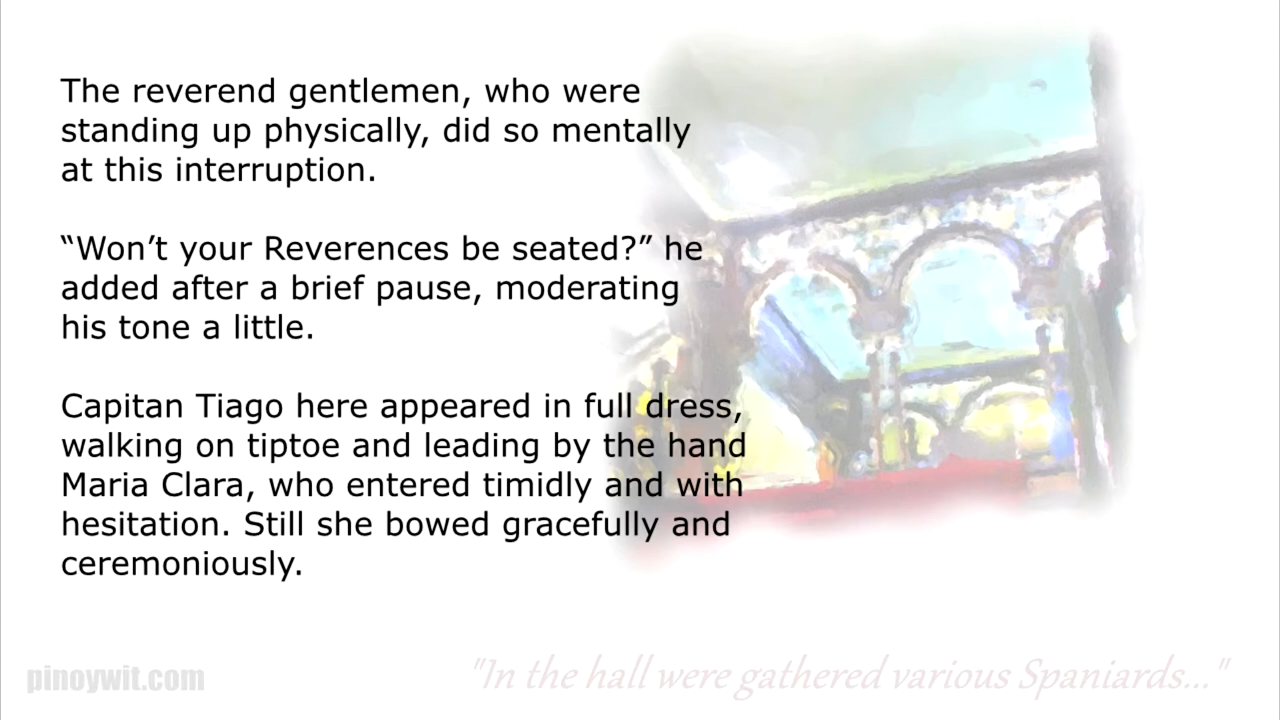 The reverend gentlemen, who were
standing up physically, did so mentally
at this interruption.
“Won’t your Reverences be seated?” he
added after a brief pause, moderating
his tone a little.
Capitan Tiago here appeared in full dress,
walking on tiptoe and leading by the hand
Maria Clara, who entered timidly and with
hesitation. Still she bowed gracefully and
ceremoniously.
pinoywit.com
"In the hall were gathered various Spaniards..."